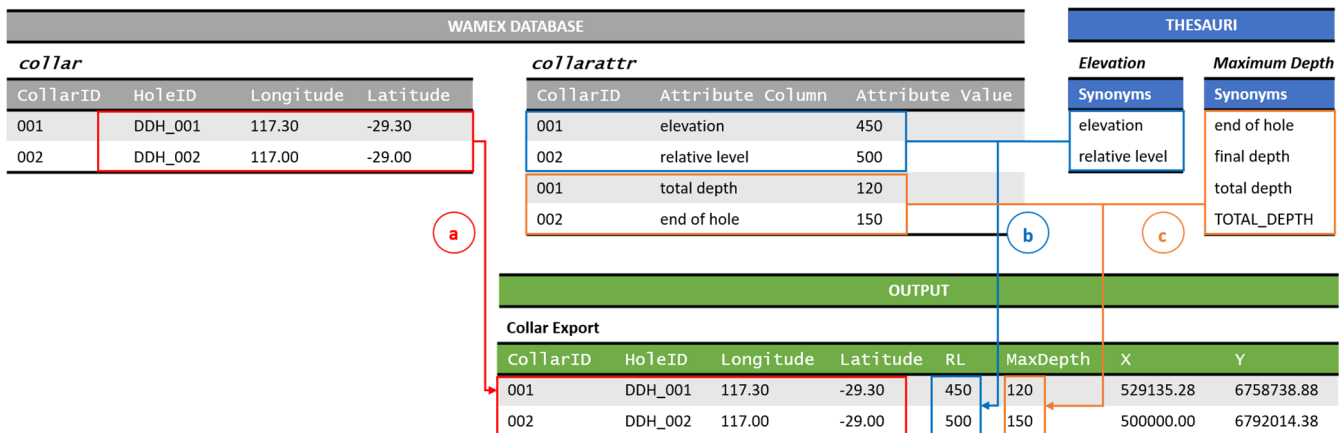 WAMEX DATABASE
THESAURI
collar
CollarID HoleID Longitude Latitude
001 DDH_001 117.30 -29.30
002 DDH_002 117.00 -29.00
collarattr
CollarID Attribute Column Attribute Value
001 elevation 450
002 relative level 500
001 total depth 120
002 end of hole 150
Elevation
Synonyms
elevation
relative level
Maximum Depth
Synonyms
end of hole
final depth
total depth
TOTAL_DEPTH
a
b
c
OUTPUT
Collar Export
CollarID HoleID Longitude Latitude RL MaxDepth X Y
001 DDH_001 117.30 -29.30 450 120 529135.28 6758738.88
002 DDH_002 117.00 -29.00 500 150 500000.00 6792014.38